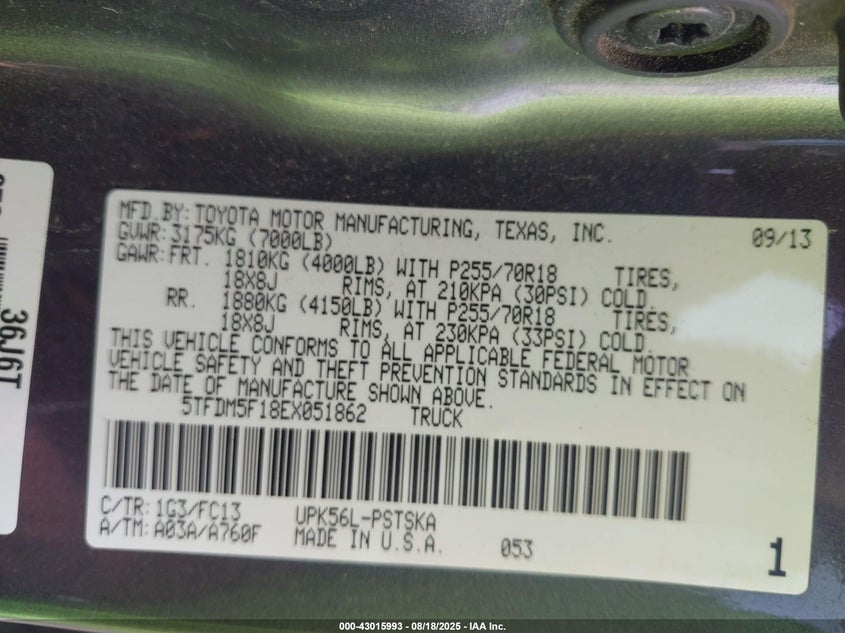 MFD.BY: TOYOTA MOTOR MANUFACTURING, TEXAS, INC. 09/13
GVWR: 3175KG (7000LB)
GAWR: FRT. 1810KG (4000LB) WITH P255/70R18 TIRES,
18X8J RIMS, AT 210KPA (30PSI) COLD
RR. 1880KG (4150LB) WITH P255/70R18 TIRES,
18X8J RIMS, AT 230KPA (33PSI) COLD.
THIS VEHICLE CONFORMS TO ALL APPLICABLE FEDERAL MOTOR
VEHICLE SAFETY AND THEFT PREVENTION STANDARDS IN EFFECT ON
THE DATE OF MANUFACTURE SHOWN ABOVE.
5TFDM5F18EX051862 TRUCK
C/TR: 1G3/FC13 UPK56L-PSTSKA
A/TM: A03A/A760F MADE IN U.S.A. 053 1
36J6T
000-43015993 - 08/18/2025 - IAA Inc.